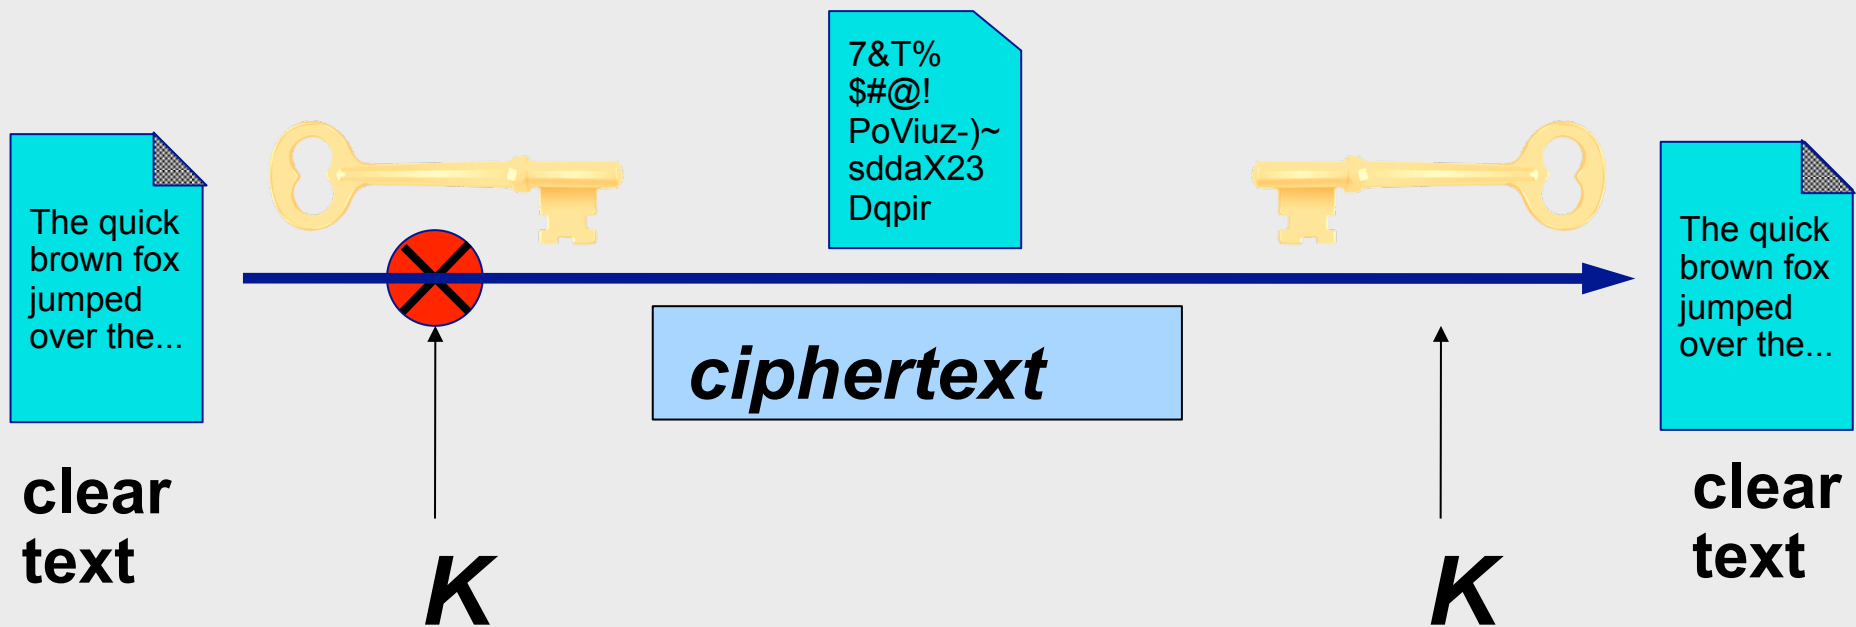 The quick
brown fox
jumped
over the...
clear
text
K
7&T%
$#@!
PoViuz-)~
sddaX23
Dqpir
ciphertext
K
The quick
brown fox
jumped
over the...
clear
text